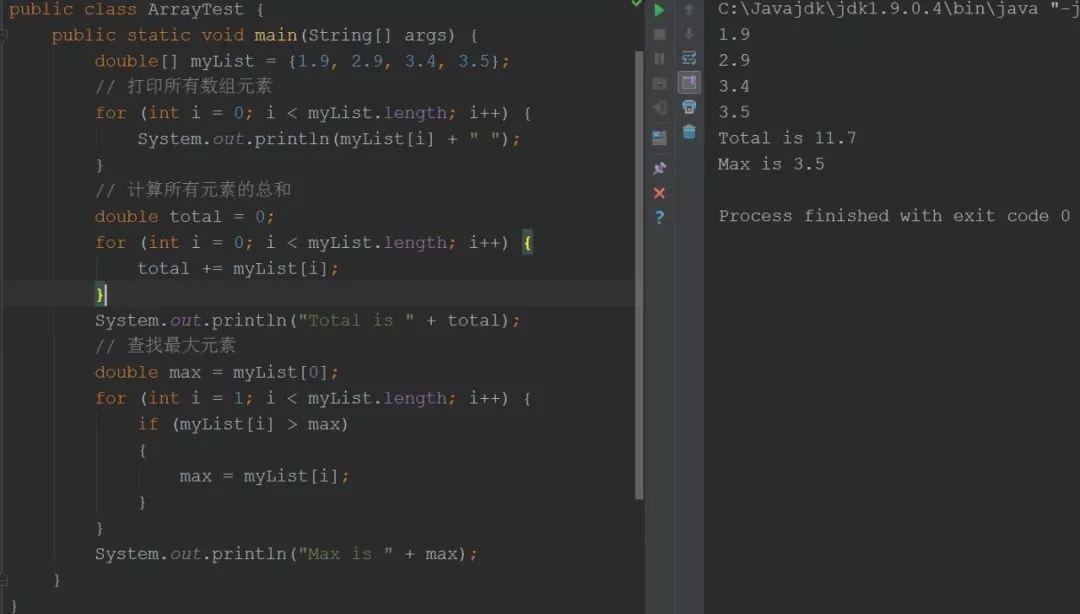 public class ArrayTest {
public static void main(String[] args) {
double[] myList = {1.9, 2.9, 3.4, 3.5};
// 打印所有数组元素
for (int i = 0; i < myList.length; i++) {
System.out.println(myList[i] + " ");
}
// 计算所有元素的总和
double total = 0;
for (int i = 0; i < myList.length; i++) {
total += myList[i];
}
System.out.println("Total is " + total);
// 查找最大元素
double max = myList[0];
for (int i = 1; i < myList.length; i++) {
if (myList[i] > max)
{
max = myList[i];
}
}
System.out.println("Max is " + max);
}
}
C:\Javajdk\jdk1.9.0.4\bin\java "-j
1.9
2.9
3.4
3.5
Total is 11.7
Max is 3.5
Process finished with exit code 0